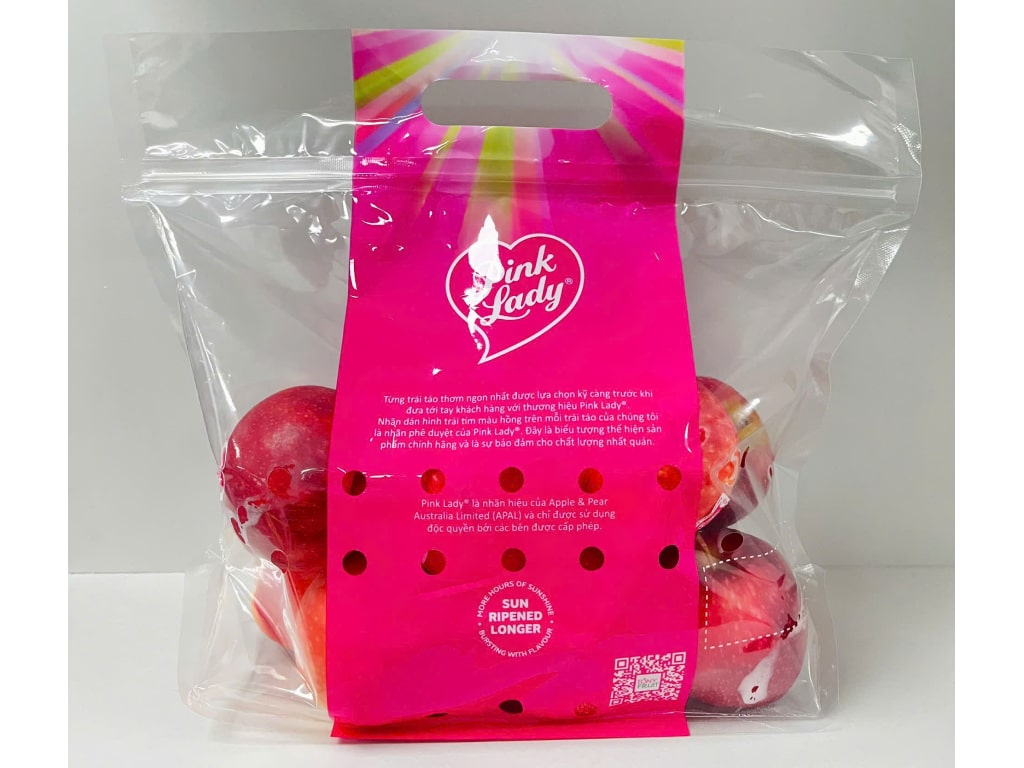 Pink
Lady®
Từng trái táo thơm ngon nhất được lựa chọn kỹ càng trước khi
đưa tới tay khách hàng với thương hiệu Pink Lady®.
Nhận dán hình trái tim màu hồng trên mỗi trái táo của chúng tôi
là nhận phê duyệt của Pink Lady®. Đây là biểu tượng thể hiện sản
phẩm chính hãng và là sự bảo đảm cho chất lượng nhất quán.
Pink Lady® là nhãn hiệu của Apple & Pear
Australia Limited (APAL) và chỉ được sử dụng
độc quyền bởi các bên được cấp phép.
MORE HOURS OF SUNSHINE
SUN
RIPENED
LONGER
BURSTING WITH FLAVOUR
FRUIT